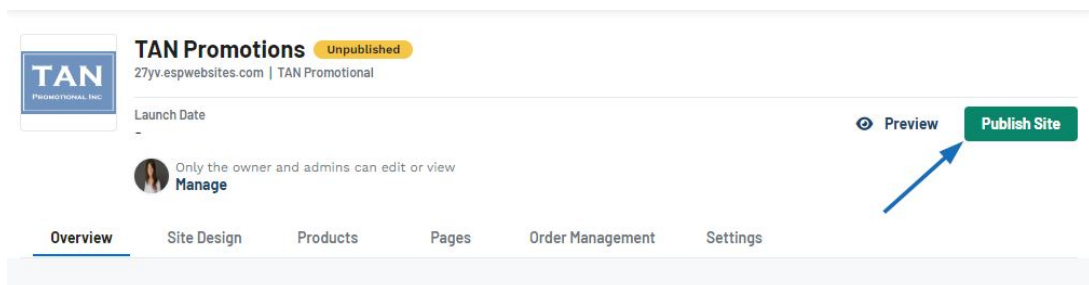 TAN
PROMOTIONAL INC
TAN Promotions Unpublished
27yv.espwebsites.com | TAN Promotional
Launch Date
-
Preview
Publish Site
Only the owner and admins can edit or view
Manage
Overview Site Design Products Pages Order Management Settings